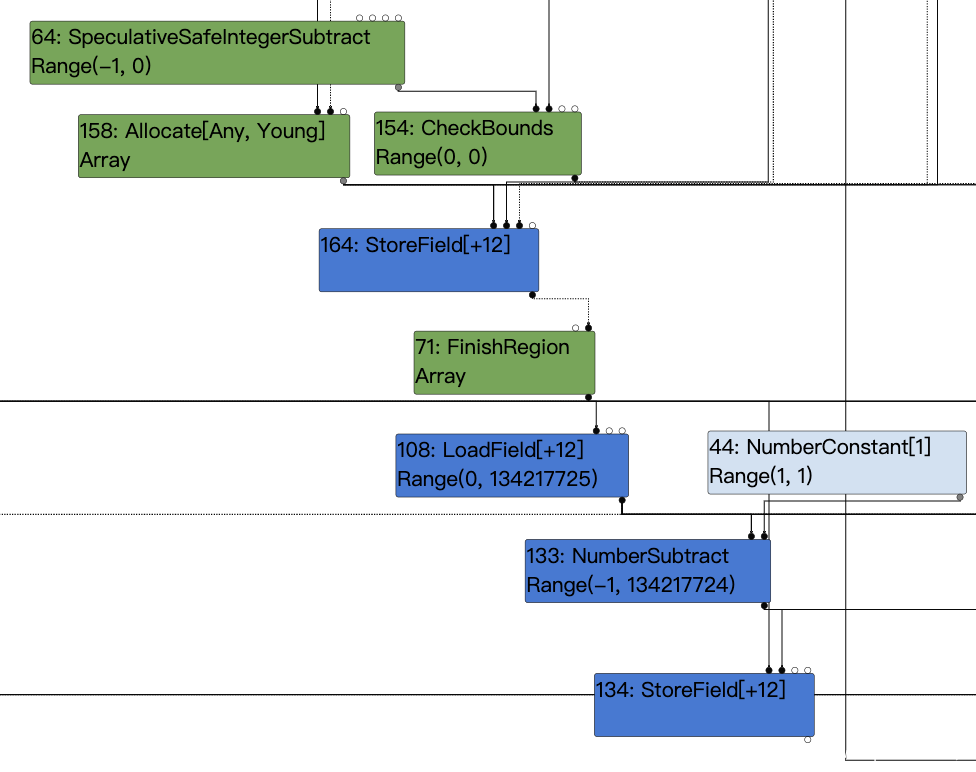 64: SpeculativeSafeIntegerSubtract
Range(-1, 0)
158: Allocate[Any, Young]
Array
154: CheckBounds
Range(0, 0)
164: StoreField[+12]
71: FinishRegion
Array
108: LoadField[+12]
Range(0, 134217725)
44: NumberConstant[1]
Range(1, 1)
133: NumberSubtract
Range(-1, 134217724)
134: StoreField[+12]